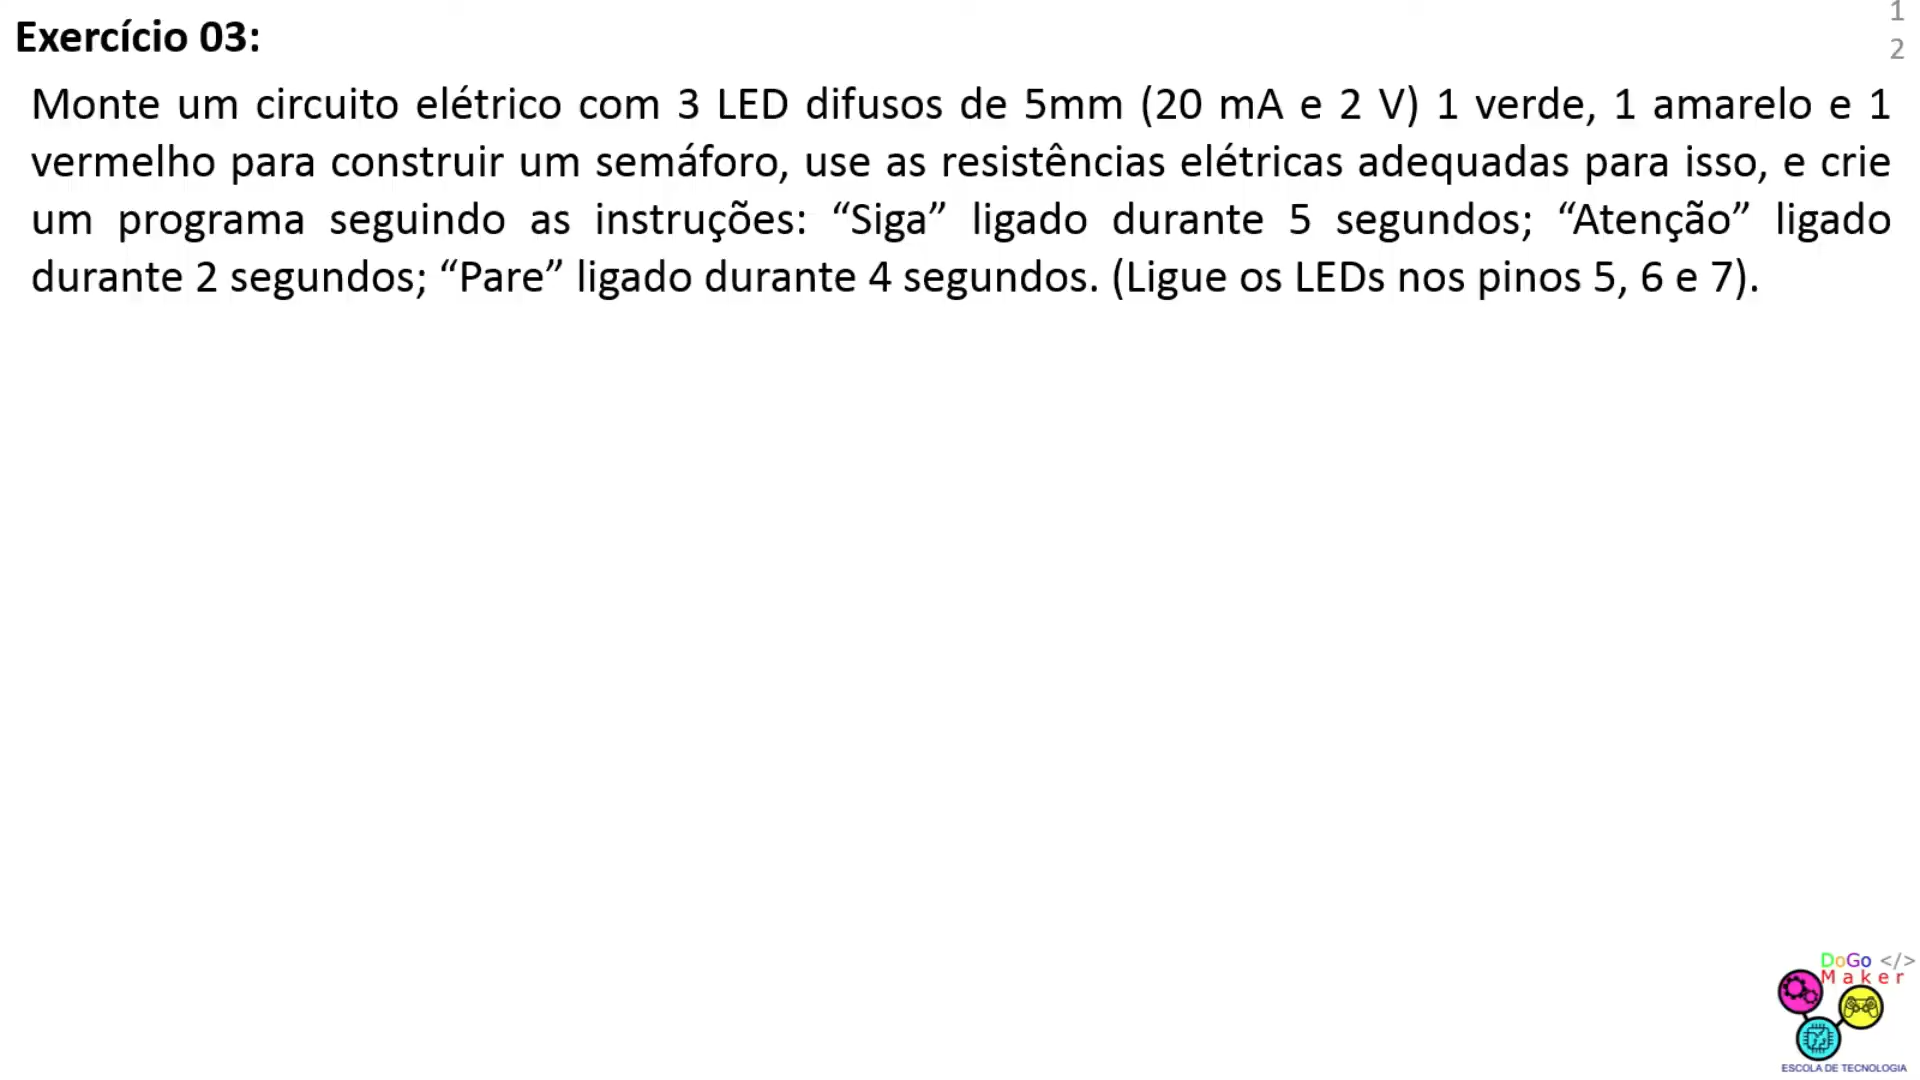 Exercício 03:
1
2
Monte um circuito elétrico com 3 LED difusos de 5mm (20 mA e 2 V) 1 verde, 1 amarelo e 1
vermelho para construir um semáforo, use as resistências elétricas adequadas para isso, e crie
um programa seguindo as instruções: “Siga” ligado durante 5 segundos; “Atenção” ligado
durante 2 segundos; “Pare” ligado durante 4 segundos. (Ligue os LEDs nos pinos 5, 6 e 7).
DoGo </>
Maker
ESCOLA DE TECNOLOGIA